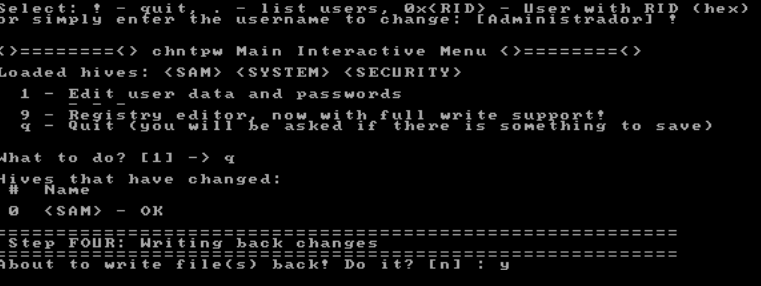 Select: ! - quit, . - list users, 0x<RID> - User with RID (hex)
or simply enter the username to change: [Administrador] !
<>========<> chntpw Main Interactive Menu <>========<>
Loaded hives: <SAM> <SYSTEM> <SECURITY>
1 - Edit user data and passwords
9 - Registry editor, now with full write support!
q - Quit (you will be asked if there is something to save)
What to do? [1] -> q
Hives that have changed:
# Name
0 <SAM> - OK
=============================================================
Step FOUR: Writing back changes
=============================================================
About to write file(s) back! Do it? [n] : y